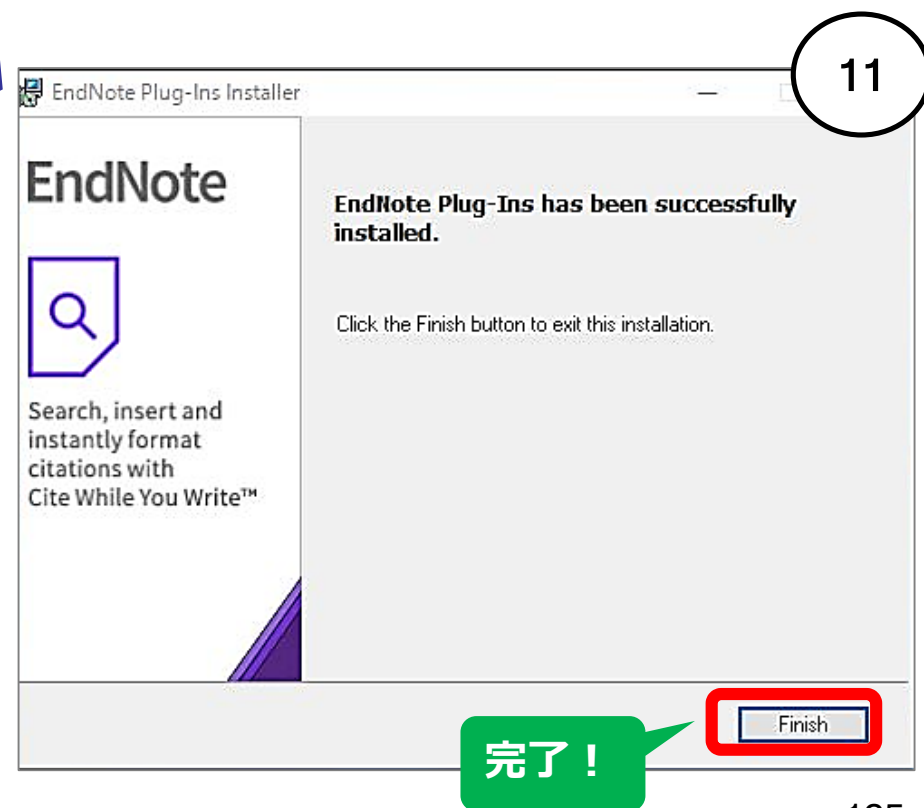 11
EndNote Plug-Ins Installer
EndNote
Search, insert and
instantly format
citations with
Cite While You Write™
EndNote Plug-Ins has been successfully
installed.
Click the Finish button to exit this installation.
Finish
完了！